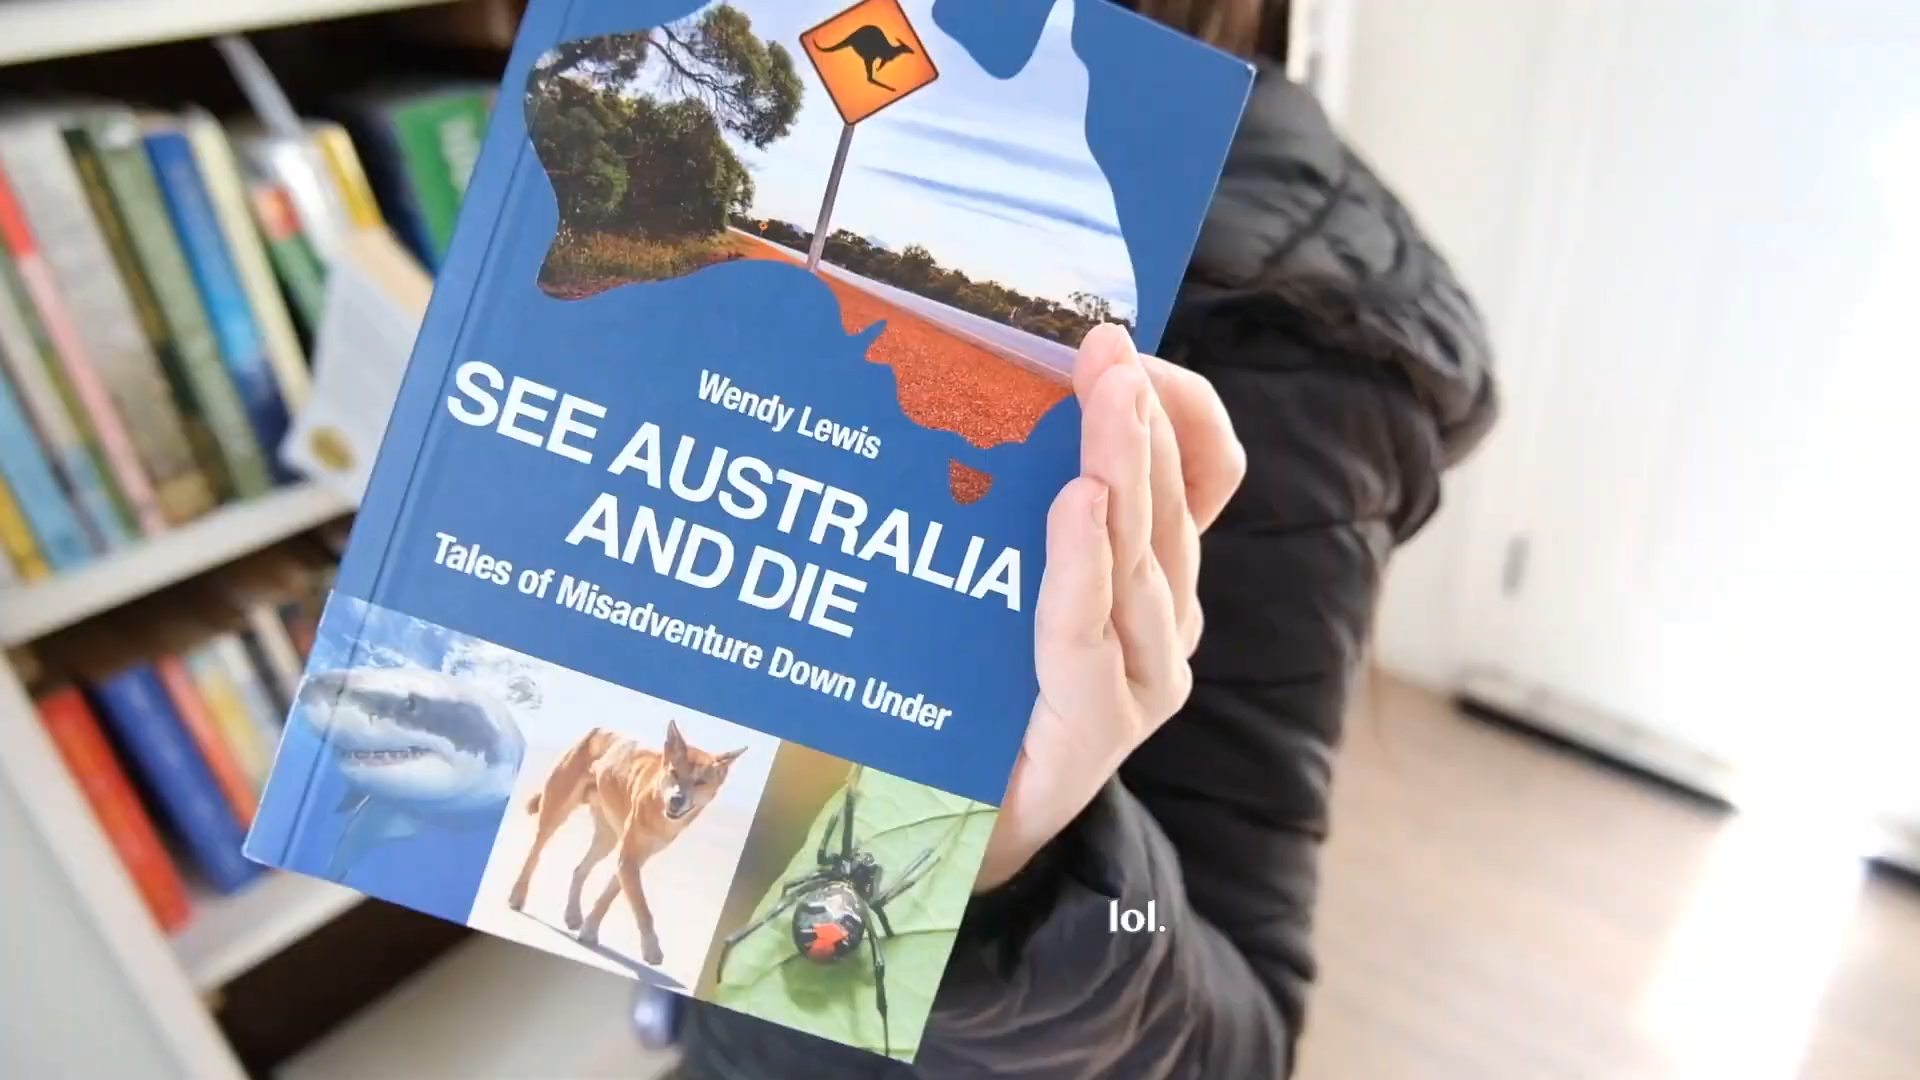 Wendy Lewis
SEE AUSTRALIA
AND DIE
Tales of Misadventure Down Under
lol.